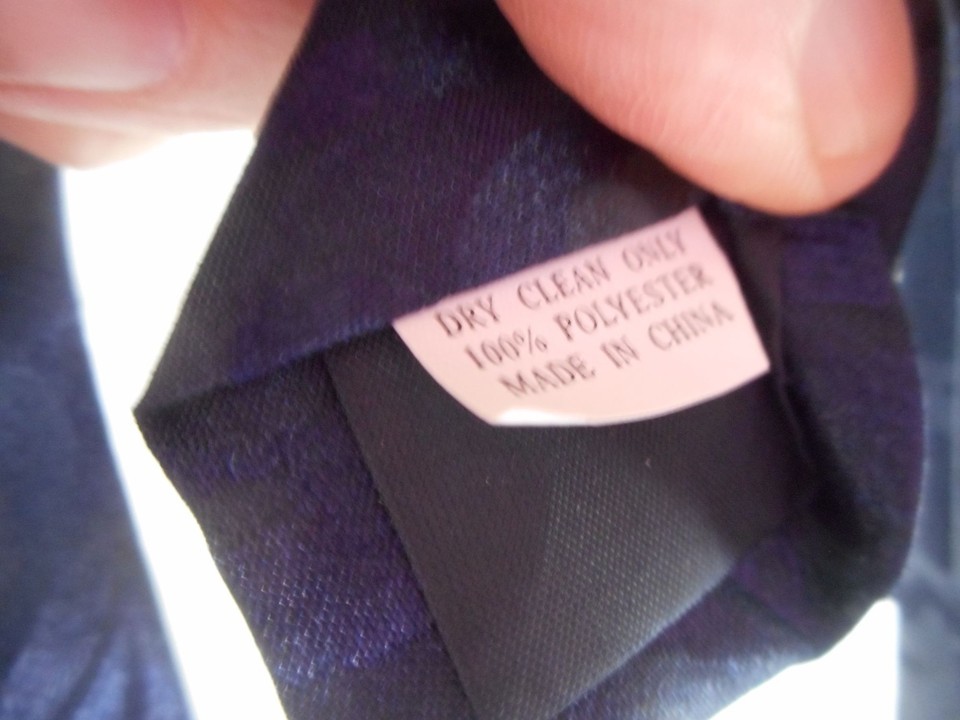 DRY CLEAN ONLY
100% POLYESTER
MADE IN CHINA